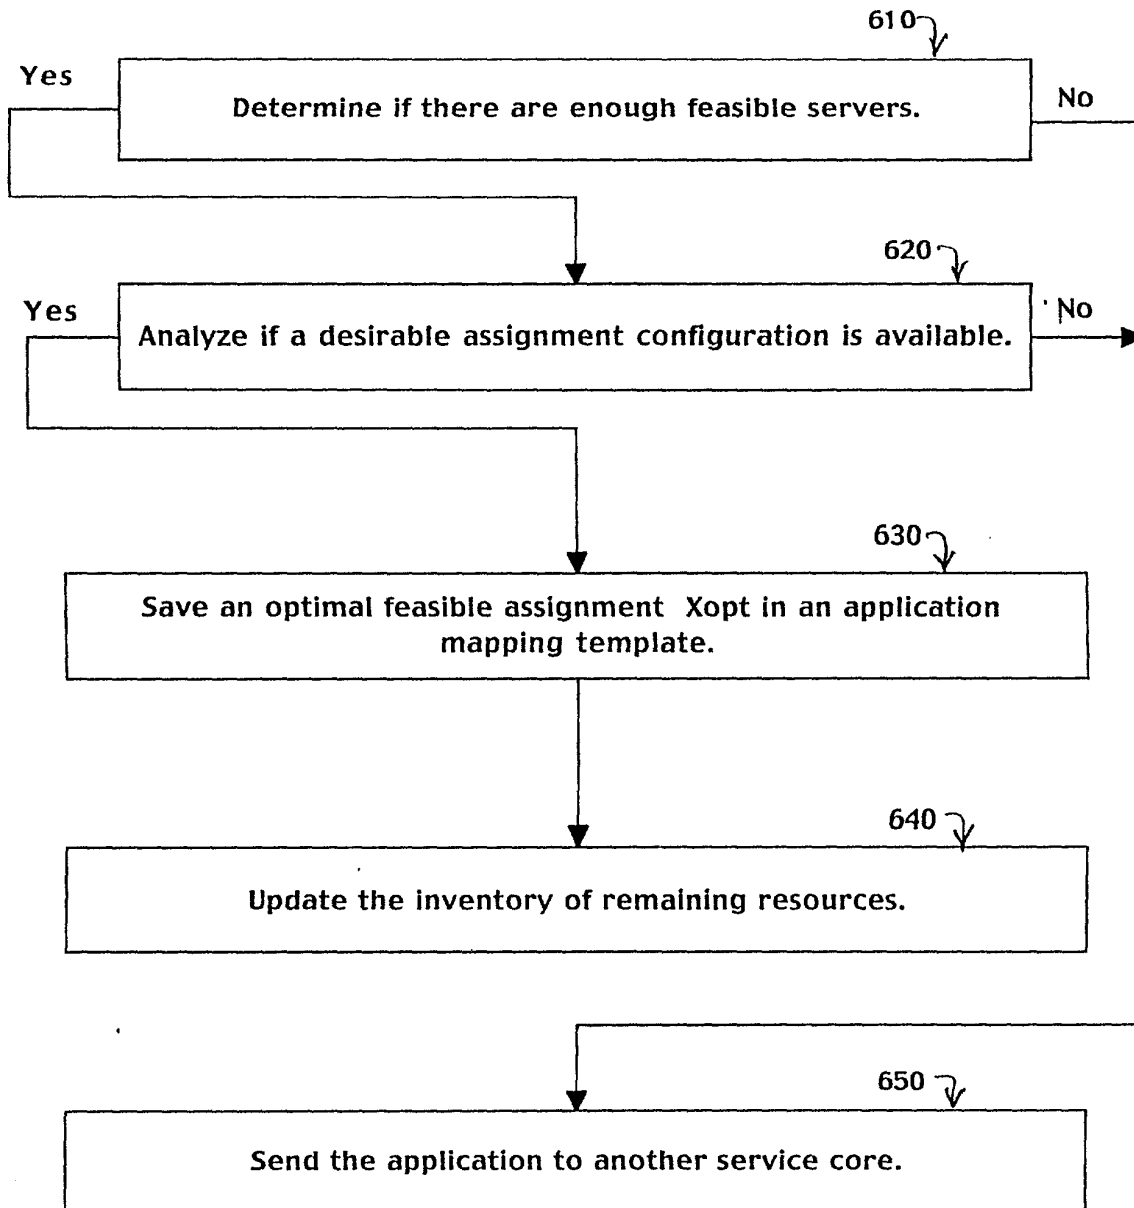 610
Yes
Determine if there are enough feasible servers.
No
620
Yes
Analyze if a desirable assignment configuration is available.
No
630
Save an optimal feasible assignment Xopt in an application
mapping template.
640
Update the inventory of remaining resources.
650
Send the application to another service core.